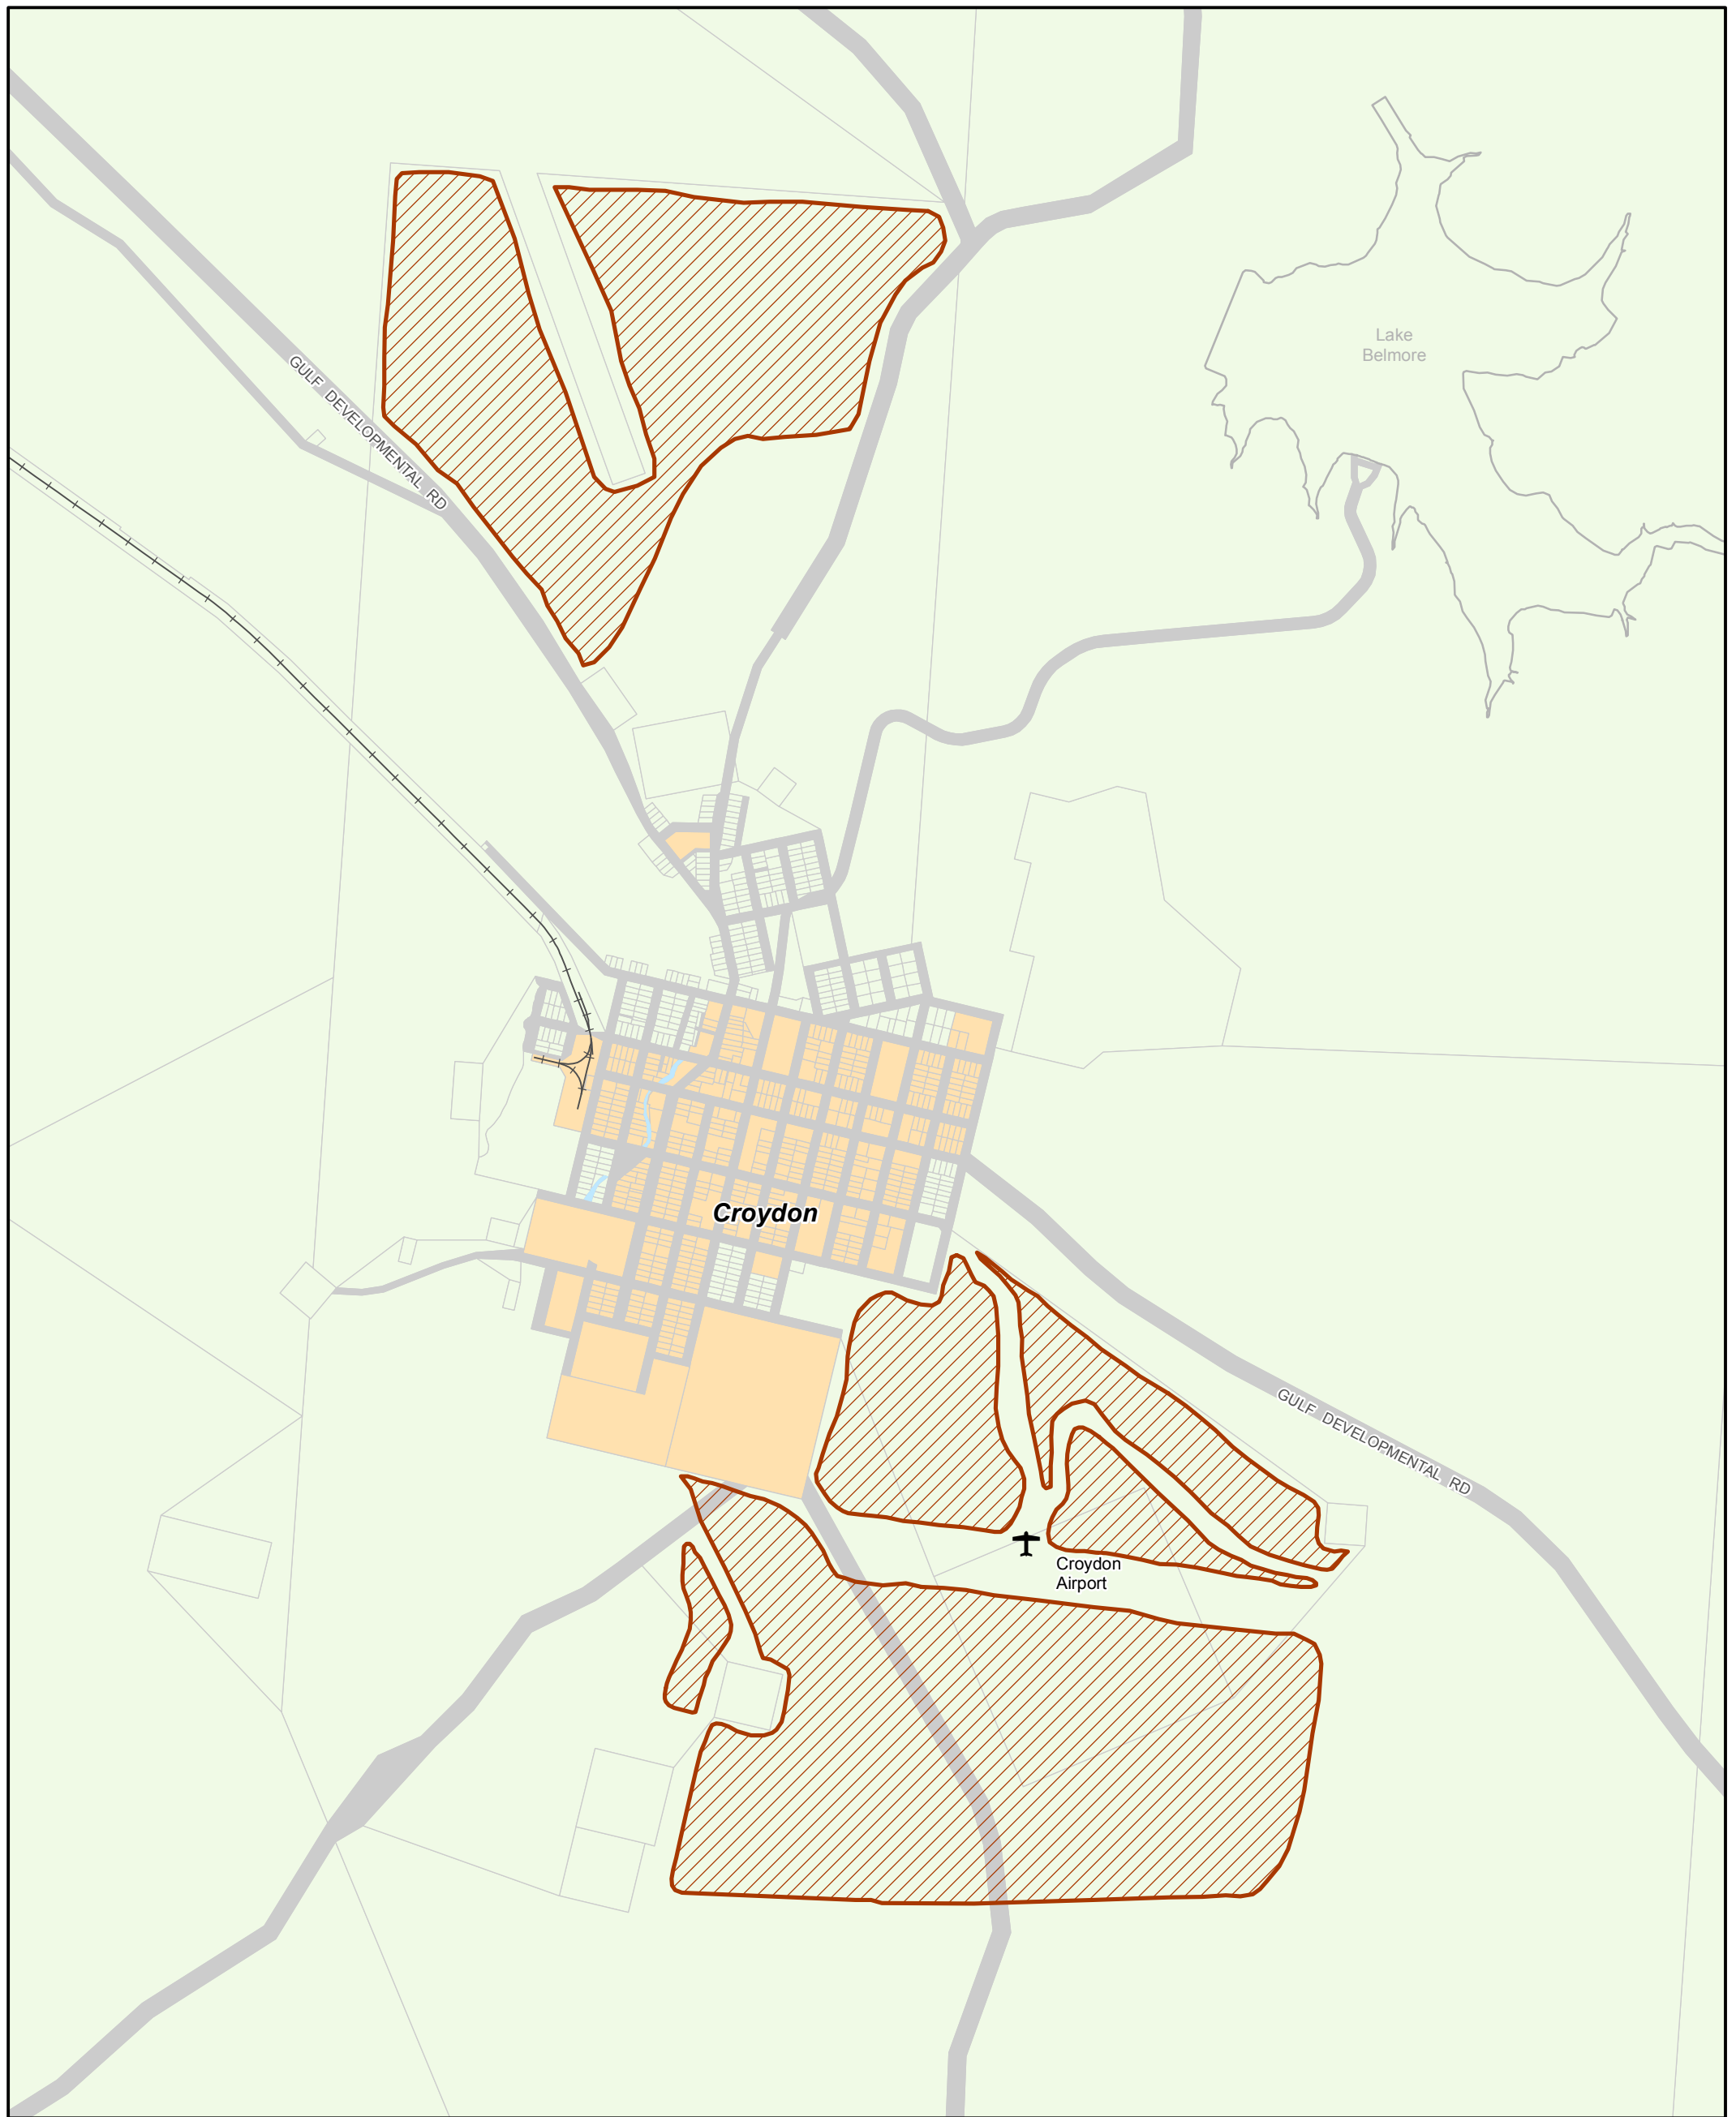 Lake
Belmore
GULF DEVELOPMENTAL RD
Croydon
GULF DEVELOPMENTAL RD
Croydon
Airport